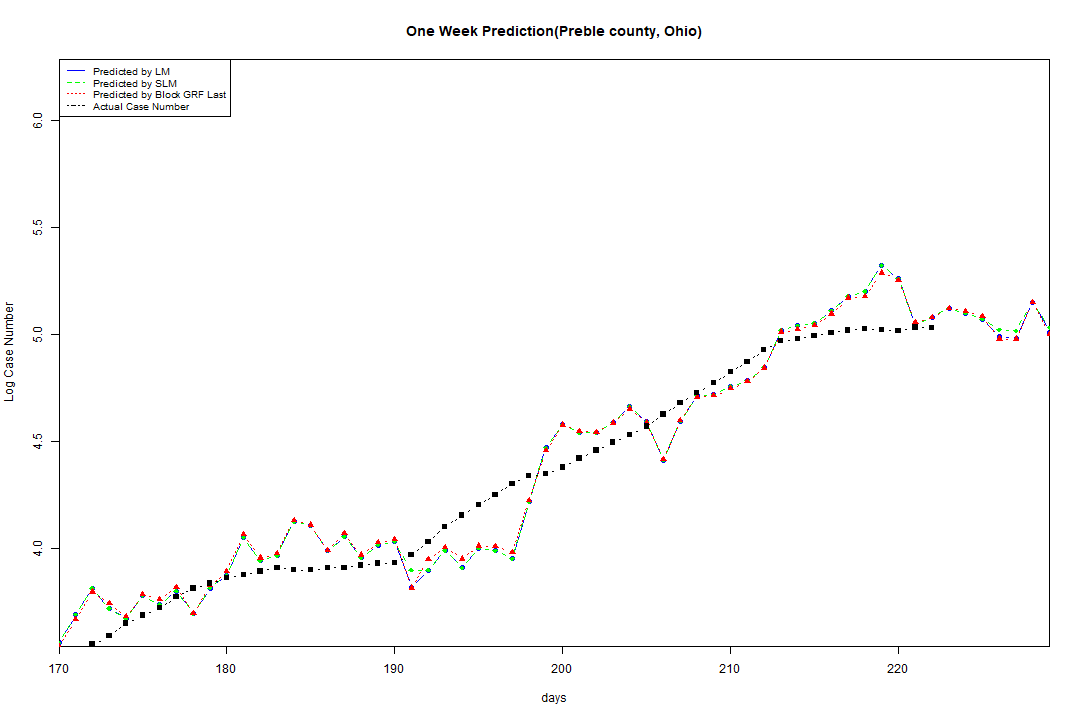 One Week Prediction(Preble county, Ohio)
Predicted by LM
Predicted by SLM
Predicted by Block GRF Last
Actual Case Number
6.0
5.5
5.0
4.5
4.0
Log Case Number
170 180 190 200 210 220
days